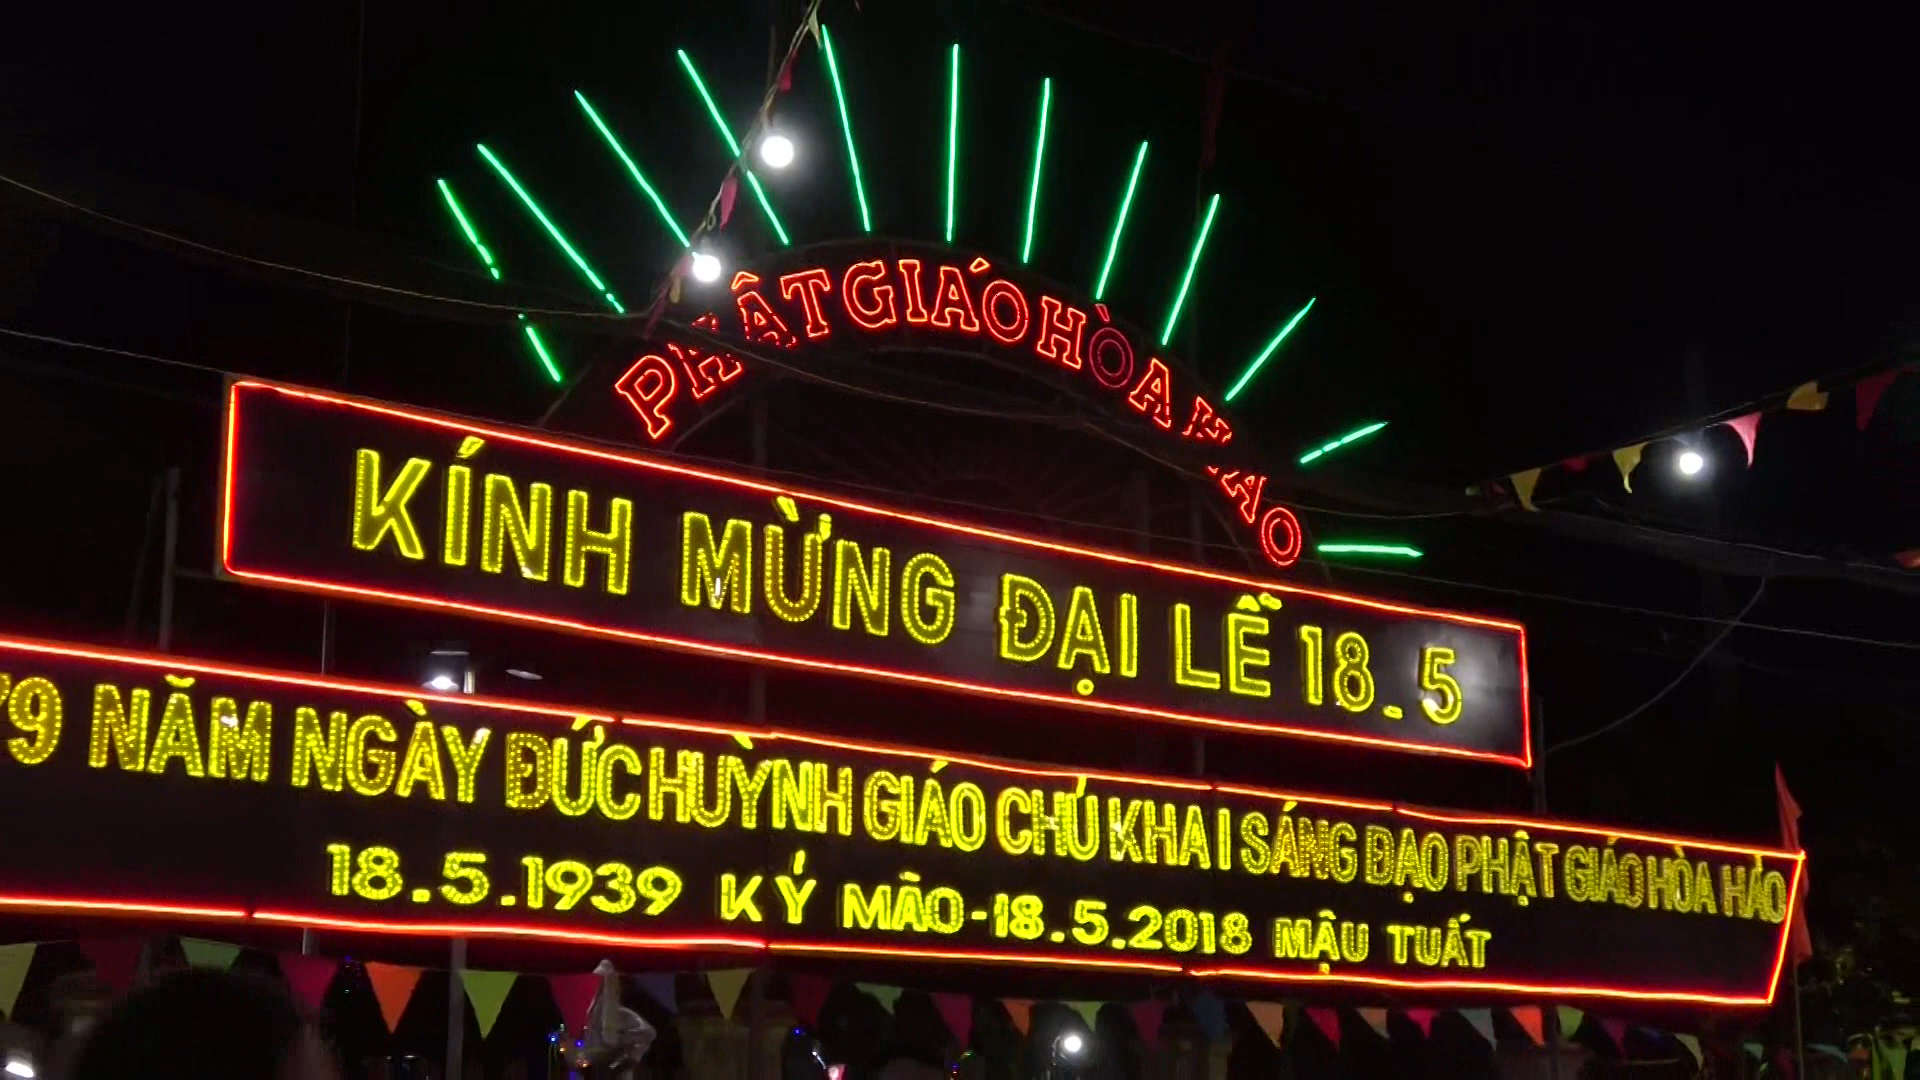 PHẬT GIÁO HÒA HẢO
KÍNH MỪNG ĐẠI LỄ 18.5
79 NĂM NGÀY ĐỨC HUỲNH GIÁO CHỦ KHAI SÁNG ĐẠO PHẬT GIÁO HÒA HẢO
18.5.1939 KỶ MÃO-18.5.2018 MẬU TUẤT